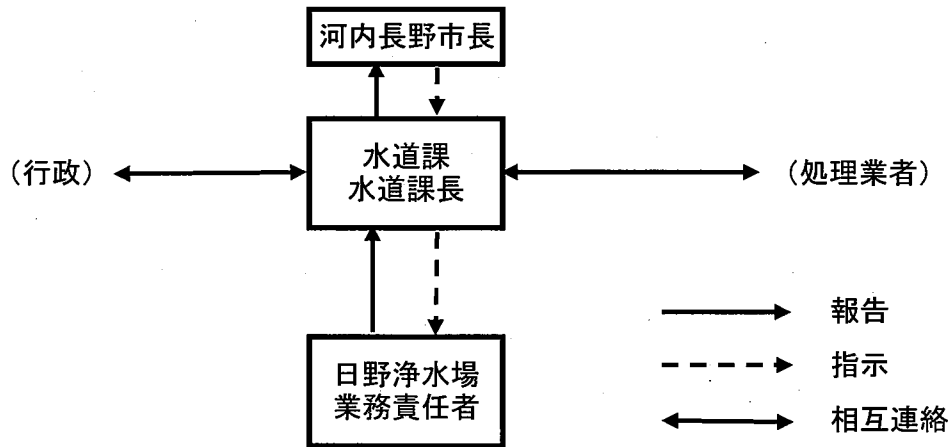 河内長野市長
水道課
水道課長
（行政）
（処理業者）
日野浄水場
業務責任者
報告
指示
相互連絡